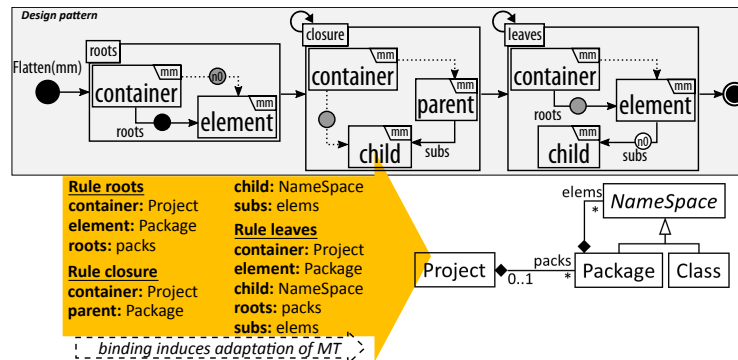 Design pattern
Flatten(mm)
roots
mm
container
n0
mm
element
roots
closure
mm
container
mm
parent
mm
child
subs
leaves
mm
container
mm
element
roots
mm
child
n0
subs
Rule roots
container: Project
element: Package
roots: packs
Rule closure
container: Project
parent: Package
child: NameSpace
subs: elems
Rule leaves
container: Project
element: Package
child: NameSpace
roots: packs
subs: elems
binding induces adaptation of MT
elems
*
NameSpace
Project
0..1
packs
*
Package
Class